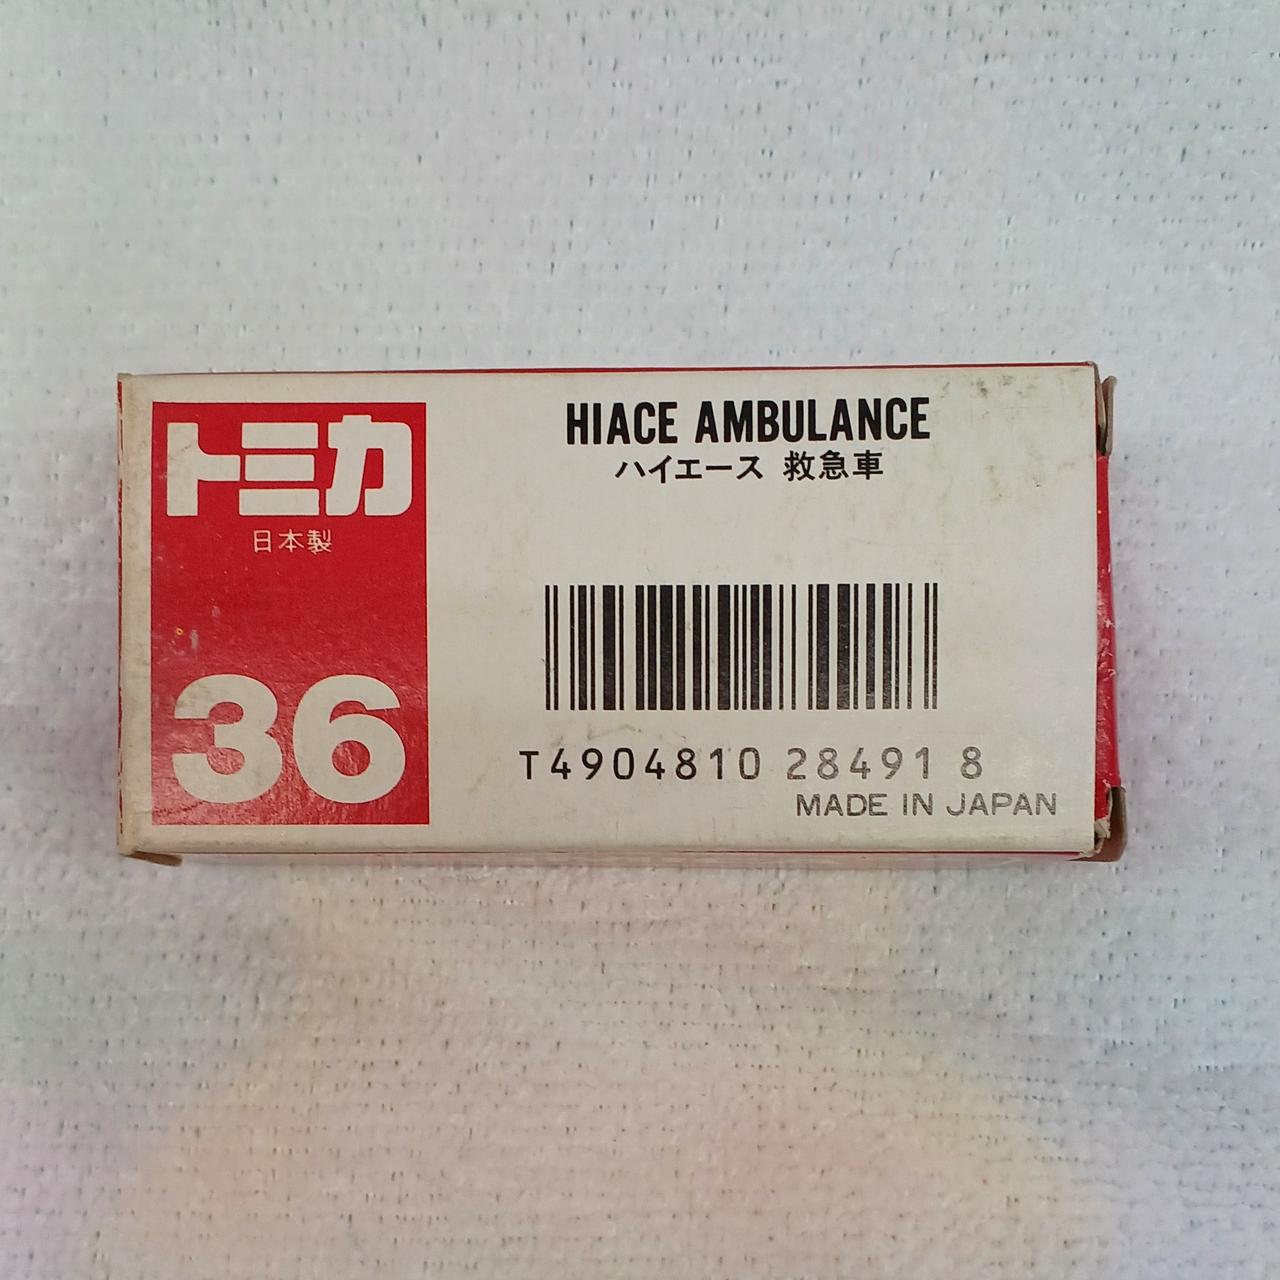 トミカ
日本製
36
HIACE AMBULANCE
ハイエース 救急車
T4904810 28491 8
MADE IN JAPAN